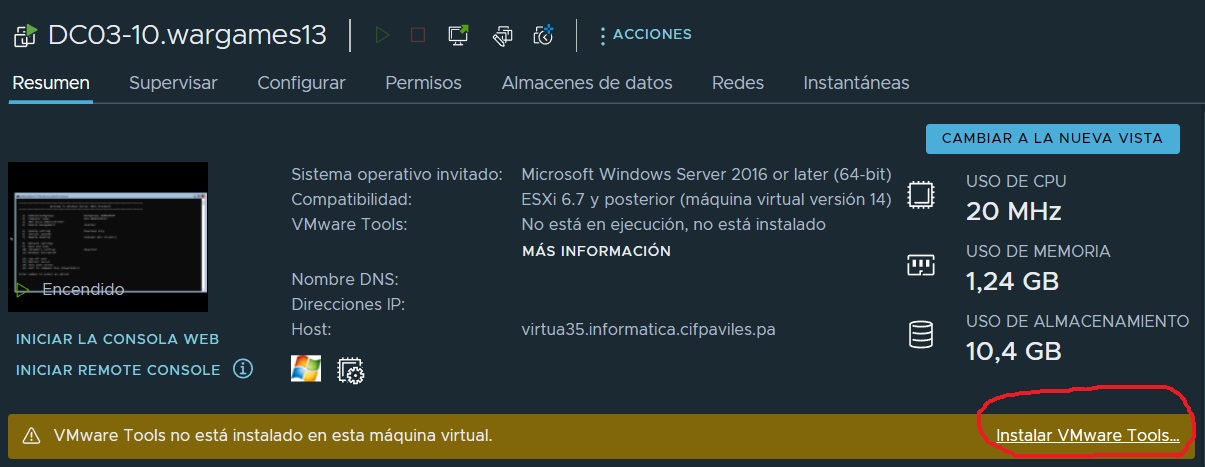 DC03-10.wargames13
ACCIONES
Resumen Supervisar Configurar Permisos Almacenes de datos Redes Instantáneas
CAMBIAR A LA NUEVA VISTA
Encendido
INICIAR LA CONSOLA WEB
INICIAR REMOTE CONSOLE
Sistema operativo invitado: Microsoft Windows Server 2016 or later (64-bit)
Compatibilidad: ESXi 6.7 y posterior (máquina virtual versión 14)
VMware Tools: No está en ejecución, no está instalado
MÁS INFORMACIÓN
Nombre DNS:
Direcciones IP:
Host: virtua35.informatica.cifpaviles.pa
USO DE CPU
20 MHz
USO DE MEMORIA
1,24 GB
USO DE ALMACENAMIENTO
10,4 GB
VMware Tools no está instalado en esta máquina virtual. Instalar VMware Tools...